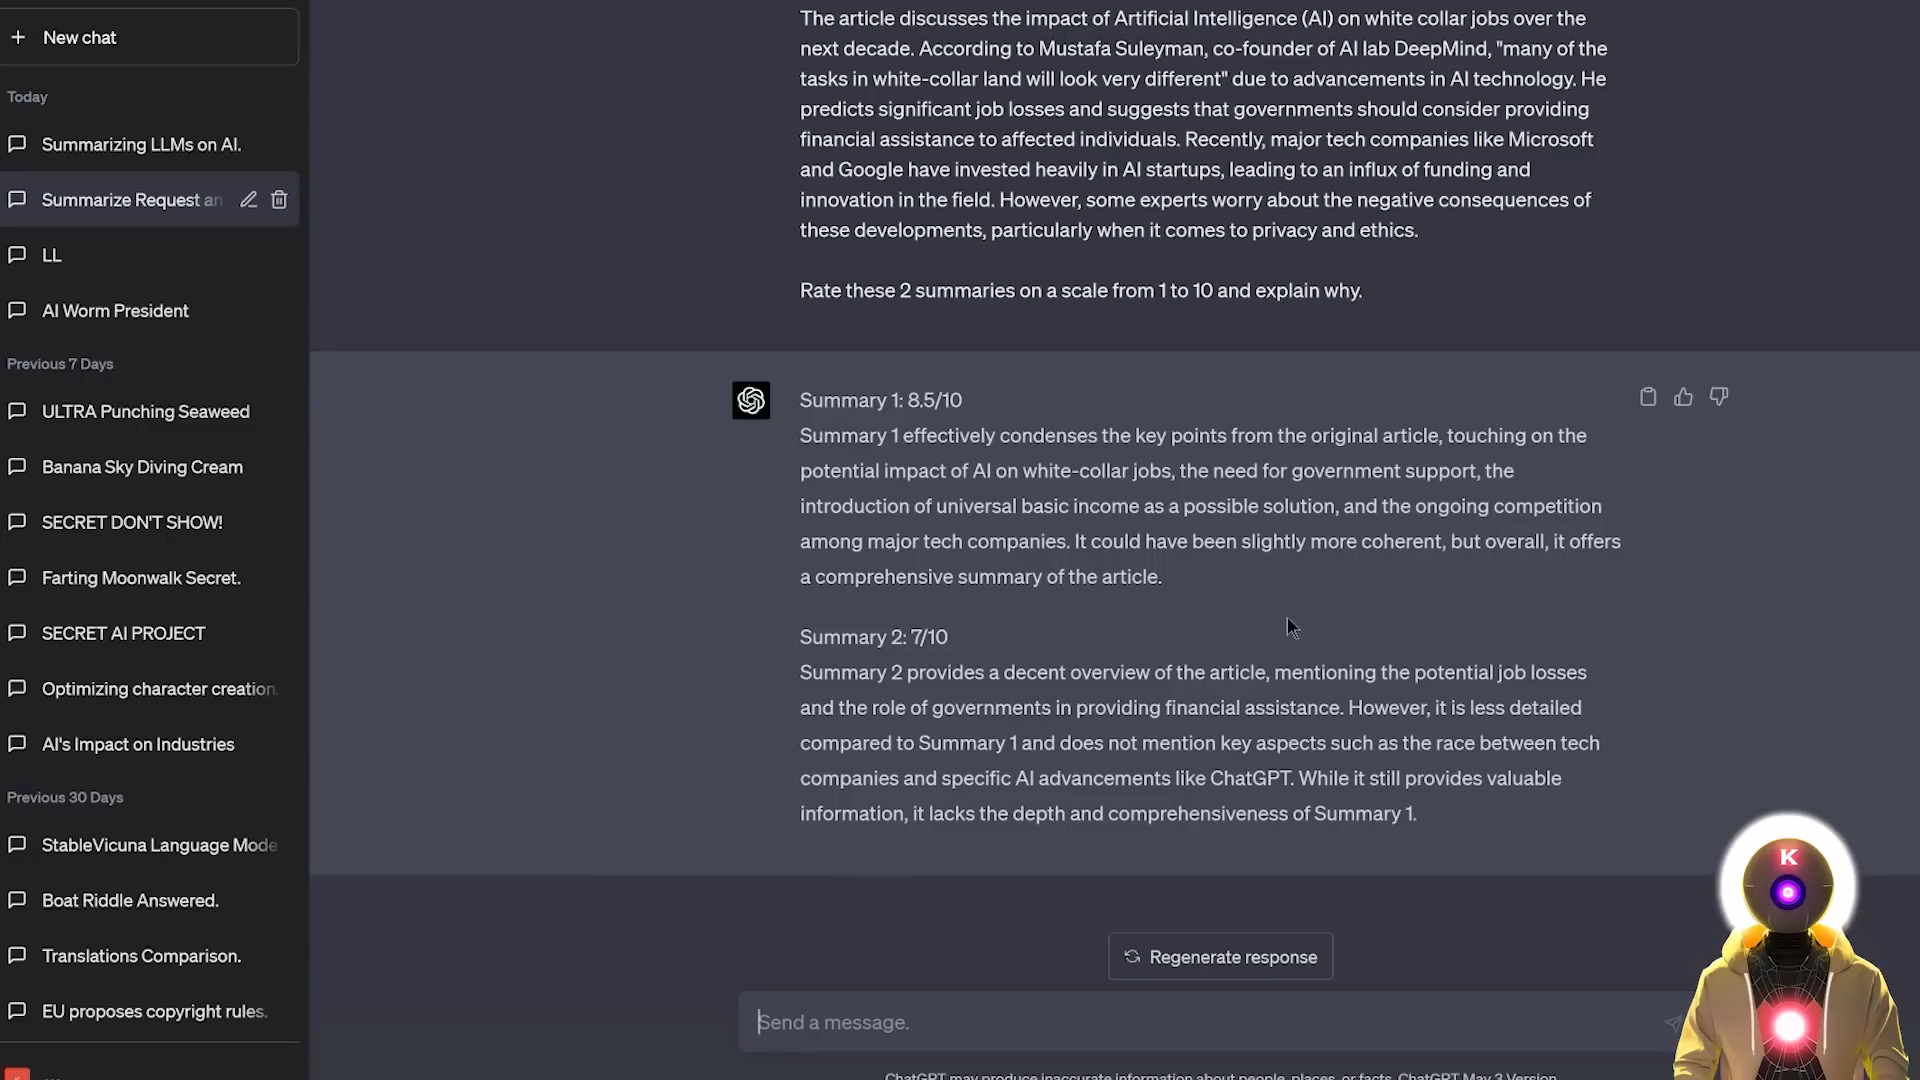 New chat
Today
Summarizing LLMs on AI.
Summarize Request an
LL
AI Worm President
Previous 7 Days
ULTRA Punching Seaweed
Banana Sky Diving Cream
SECRET DON'T SHOW!
Farting Moonwalk Secret.
SECRET AI PROJECT
Optimizing character creation.
AI's Impact on Industries
Previous 30 Days
StableVicuna Language Mode
Boat Riddle Answered.
Translations Comparison.
EU proposes copyright rules.
The article discusses the impact of Artificial Intelligence (AI) on white collar jobs over the
next decade. According to Mustafa Suleyman, co-founder of AI lab DeepMind, "many of the
tasks in white-collar land will look very different" due to advancements in AI technology. He
predicts significant job losses and suggests that governments should consider providing
financial assistance to affected individuals. Recently, major tech companies like Microsoft
and Google have invested heavily in AI startups, leading to an influx of funding and
innovation in the field. However, some experts worry about the negative consequences of
these developments, particularly when it comes to privacy and ethics.
Rate these 2 summaries on a scale from 1 to 10 and explain why.
Summary 1: 8.5/10
Summary 1 effectively condenses the key points from the original article, touching on the
potential impact of AI on white-collar jobs, the need for government support, the
introduction of universal basic income as a possible solution, and the ongoing competition
among major tech companies. It could have been slightly more coherent, but overall, it offers
a comprehensive summary of the article.
Summary 2: 7/10
Summary 2 provides a decent overview of the article, mentioning the potential job losses
and the role of governments in providing financial assistance. However, it is less detailed
compared to Summary 1 and does not mention key aspects such as the race between tech
companies and specific AI advancements like ChatGPT. While it still provides valuable
information, it lacks the depth and comprehensiveness of Summary 1.
Regenerate response
Send a message.
ChatGPT may produce inaccurate information about people, places, or facts. ChatGPT May 3 Version
K